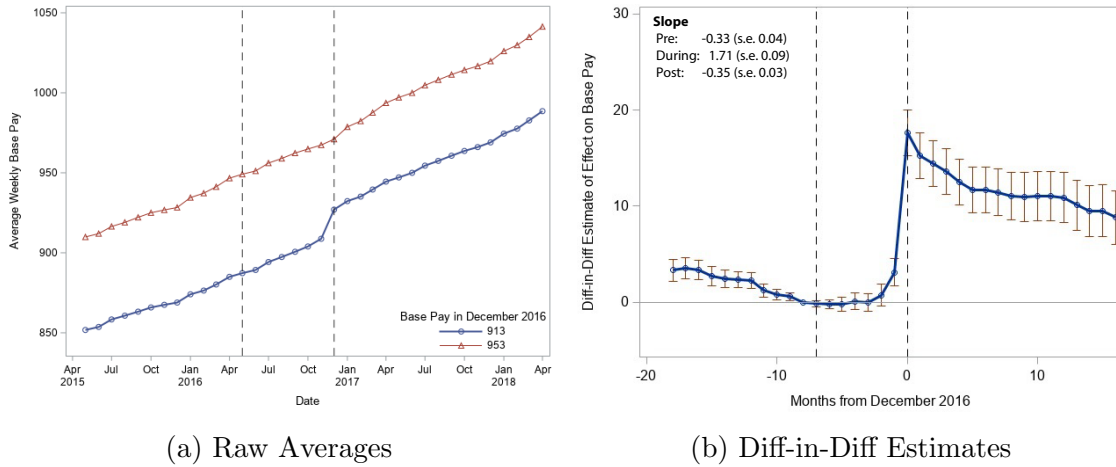 1050
1000
950
900
850
Average Weekly Base Pay
Base Pay in December 2016
913
953
Apr 2015
Jul
Oct
Jan 2016
Apr
Jul
Oct
Jan 2017
Apr
Jul
Oct
Jan 2018
Apr
Date
(a) Raw Averages
Slope
Pre: -0.33 (s.e. 0.04)
During: 1.71 (s.e. 0.09)
Post: -0.35 (s.e. 0.03)
30
20
10
0
Diff-in-Diff Estimate of Effect on Base Pay
-20
-10
0
10
Months from December 2016
(b) Diff-in-Diff Estimates